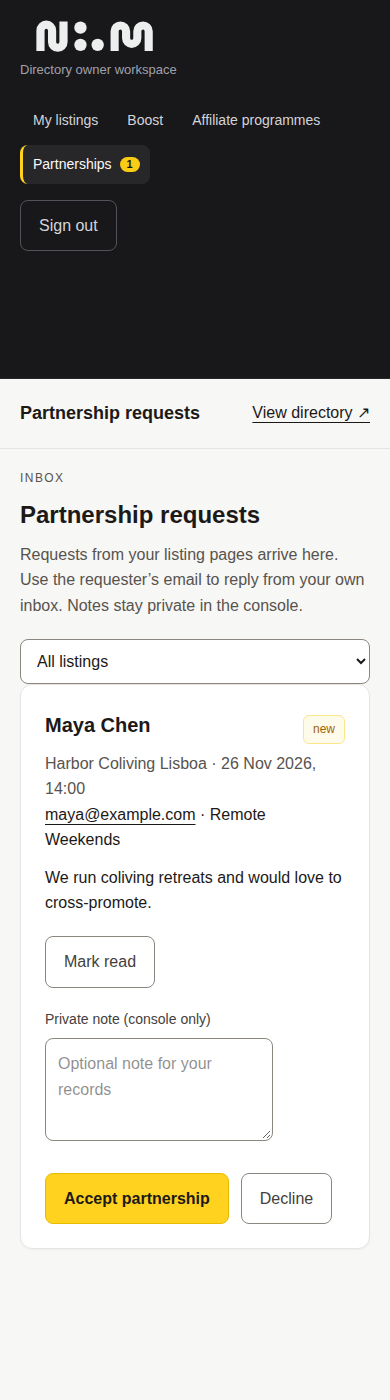 N::M
Directory owner workspace
My listings Boost Affiliate programmes
Partnerships 1
Sign out
Partnership requests View directory ↗
INBOX
Partnership requests
Requests from your listing pages arrive here.
Use the requester’s email to reply from your own
inbox. Notes stay private in the console.
All listings
Maya Chen new
Harbor Coliving Lisboa · 26 Nov 2026,
14:00
maya@example.com · Remote
Weekends
We run coliving retreats and would love to
cross-promote.
Mark read
Private note (console only)
Optional note for your
records
Accept partnership Decline